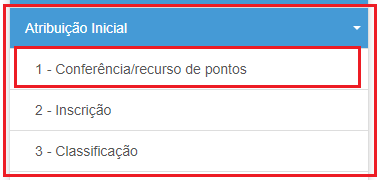 Atribuição Inicial
1 - Conferência/recurso de pontos
2 - Inscrição
3 - Classificação